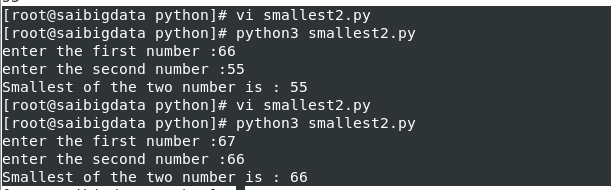 [root@saibigdata python]# vi smallest2.py
[root@saibigdata python]# python3 smallest2.py
enter the first number :66
enter the second number :55
Smallest of the two number is : 55
[root@saibigdata python]# vi smallest2.py
[root@saibigdata python]# python3 smallest2.py
enter the first number :67
enter the second number :66
Smallest of the two number is : 66